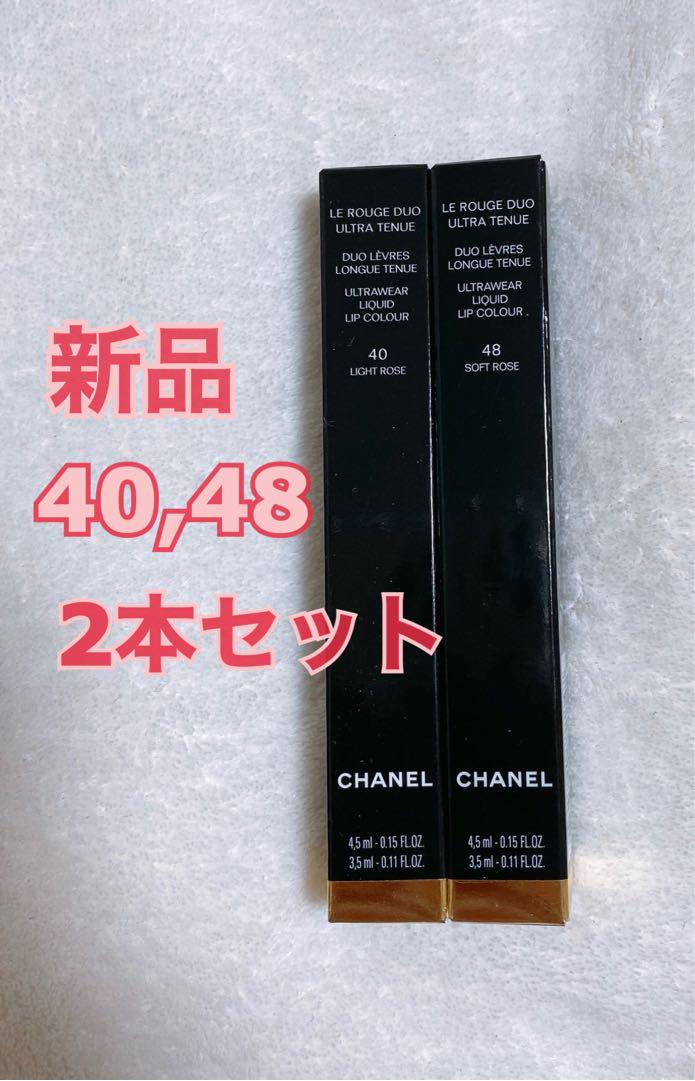 LE ROUGE DUO
ULTRA TENUE
DUO LÈVRES
LONGUE TENUE
ULTRAWEAR
LIQUID
LIP COLOUR
40
LIGHT ROSE
CHANEL
4,5 ml - 0.15 FL.OZ.
3,5 ml - 0.11 FL.OZ.
LE ROUGE DUO
ULTRA TENUE
DUO LÈVRES
LONGUE TENUE
ULTRAWEAR
LIQUID
LIP COLOUR.
48
SOFT ROSE
CHANEL
4,5 ml - 0.15 FL.OZ.
3,5 ml - 0.11 FL.OZ.
新品
40,48
2本セット